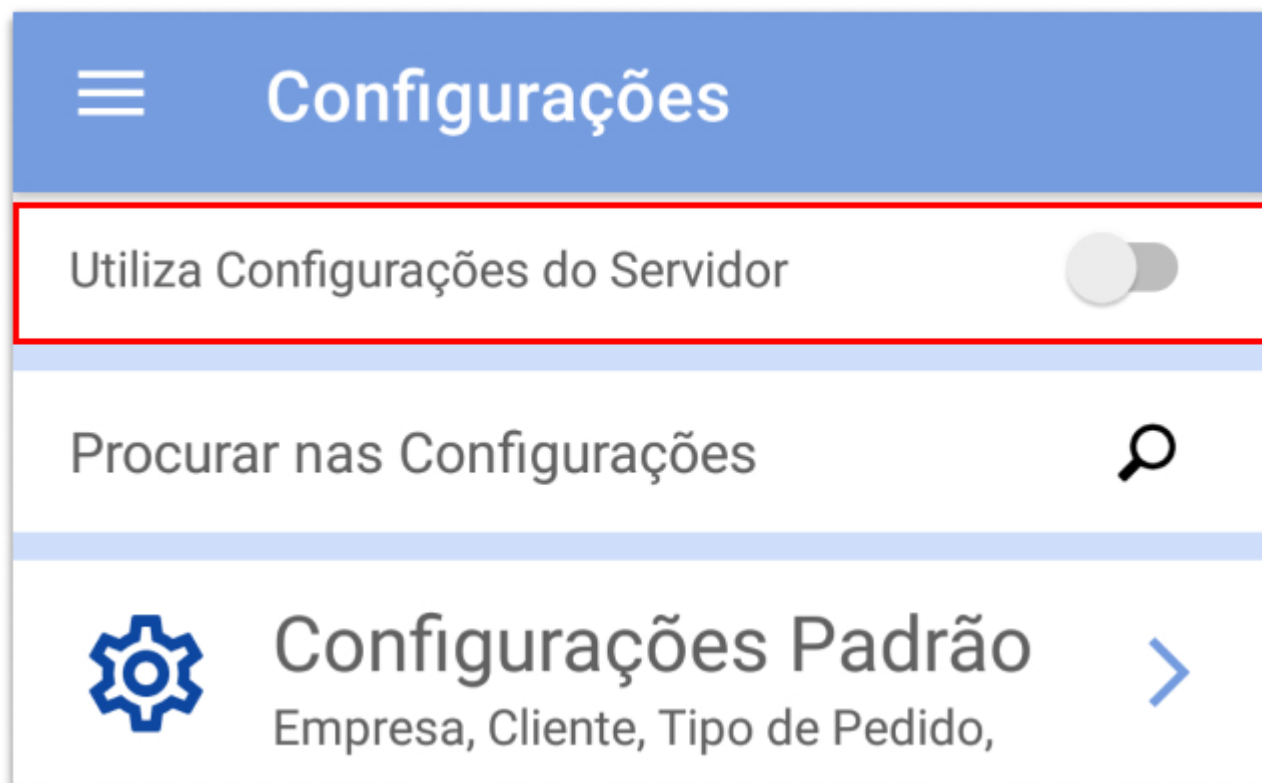 Configurações
Utiliza Configurações do Servidor
Procurar nas Configurações
Configurações Padrão
Empresa, Cliente, Tipo de Pedido,